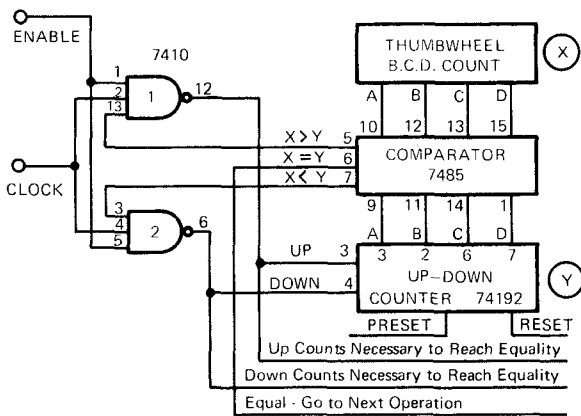 ENABLE
7410
THUMBWHEEL
B.C.D. COUNT
X
1
2
13
1
12
A B C D
10 12 13 15
X > Y 5
X = Y 6
X < Y 7
COMPARATOR
7485
CLOCK
3
4
5
2
6
9 11 14 1
A B C D
3 2 6 7
UP 3
DOWN 4
UP-DOWN
COUNTER 74192
Y
PRESET RESET
Up Counts Necessary to Reach Equality
Down Counts Necessary to Reach Equality
Equal - Go to Next Operation